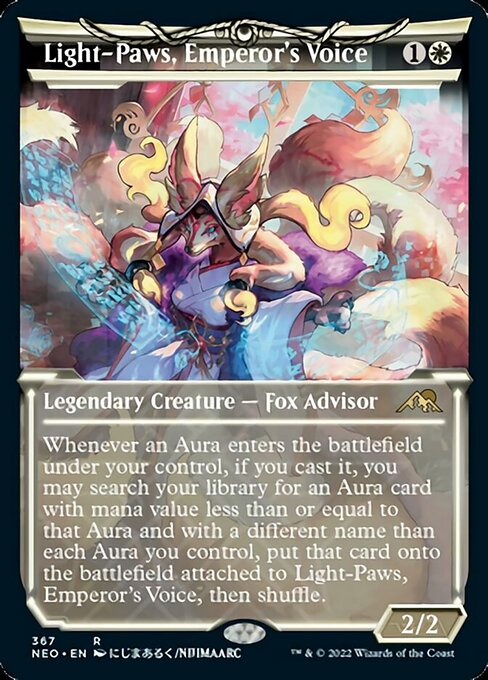 Light-Paws, Emperor's Voice 1
Legendary Creature — Fox Advisor
Whenever an Aura enters the battlefield
under your control, if you cast it, you
may search your library for an Aura card
with mana value less than or equal to
that Aura and with a different name than
each Aura you control, put that card onto
the battlefield attached to Light-Paws,
Emperor's Voice, then shuffle.
2/2
367 R
NEO • EN にじまあるく/NIJIMAARC
™ & © 2022 Wizards of the Coast